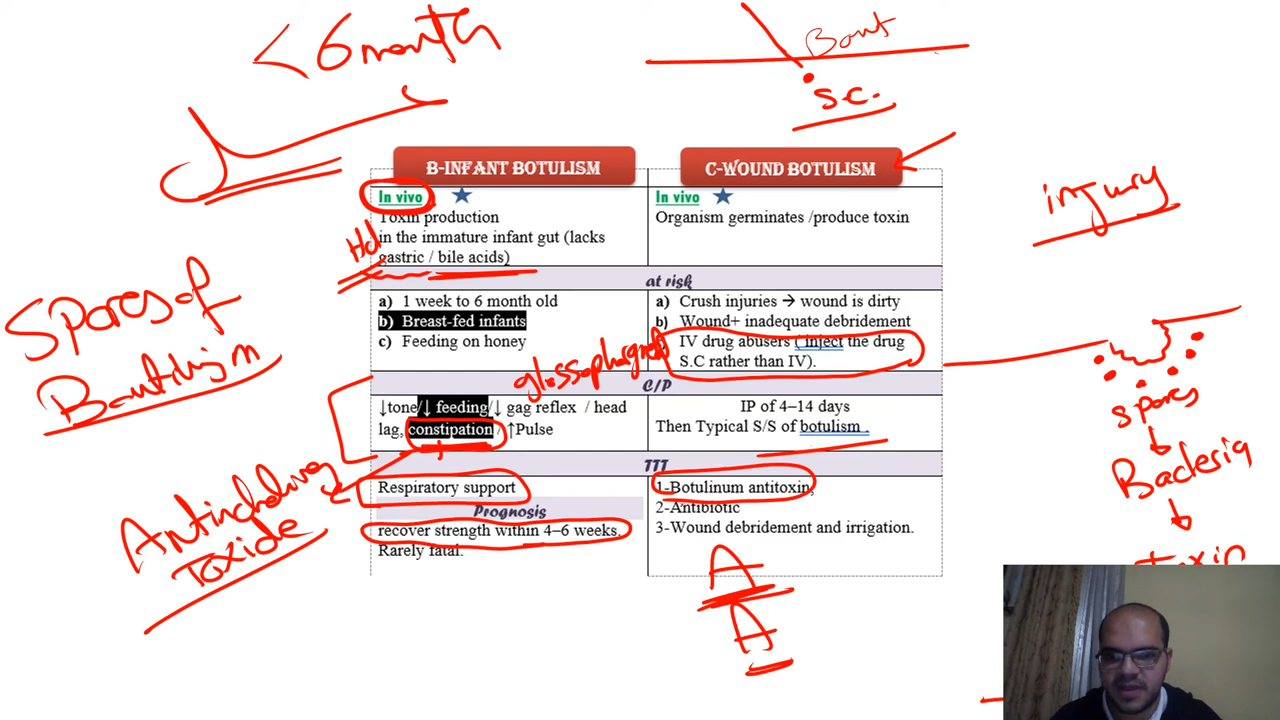 < 6 month
Bout
S.C.
B-INFANT BOTULISM
C-WOUND BOTULISM
In vivo
Toxin production
in the immature infant gut (lacks
gastric / bile acids)
In vivo
Organism germinates /produce toxin
injury
Hcl
Spores of
at risk
a) 1 week to 6 month old
b) Breast-fed infants
c) Feeding on honey
a) Crush injuries → wound is dirty
b) Wound+ inadequate debridement
IV drug abusers ( inject the drug
S.C rather than IV).
C/P
↓tone/↓ feeding/↓ gag reflex / head
lag, constipation / ↑Pulse
IP of 4–14 days
Then Typical S/S of botulism .
spores
Bacteria
toxin
TTT
Respiratory support
Prognosis
recover strength within 4–6 weeks.
Rarely fatal.
1-Botulinum antitoxin,
2-Antibiotic
3-Wound debridement and irrigation.
Toxide
A
A